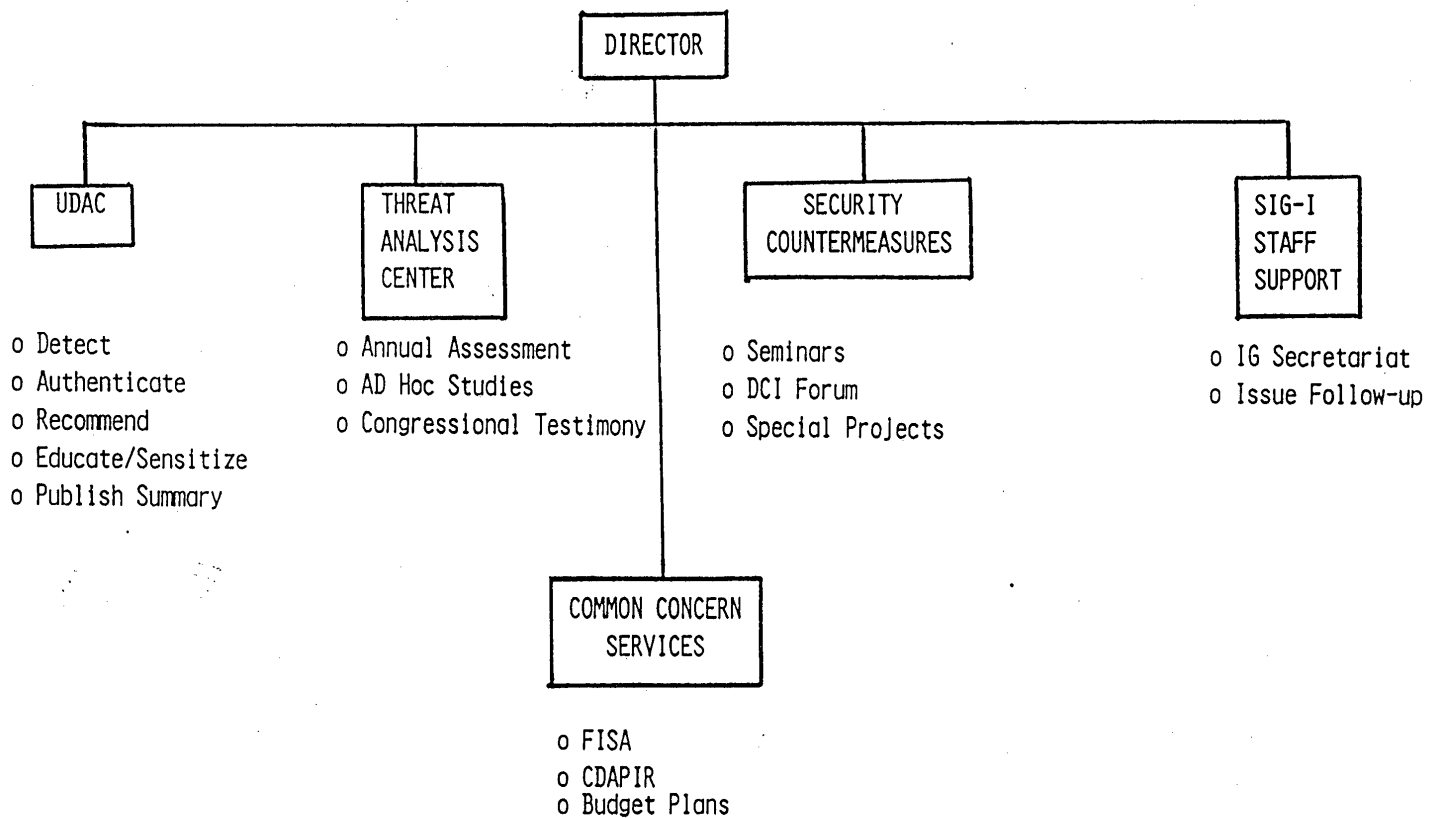 DIRECTOR
UDAC
o Detect
o Authenticate
o Recommend
o Educate/Sensitize
o Publish Summary
THREAT
ANALYSIS
CENTER
o Annual Assessment
o AD Hoc Studies
o Congressional Testimony
SECURITY
COUNTERMEASURES
o Seminars
o DCI Forum
o Special Projects
SIG-I
STAFF
SUPPORT
o IG Secretariat
o Issue Follow-up
COMMON CONCERN
SERVICES
o FISA
o CDAPIR
o Budget Plans